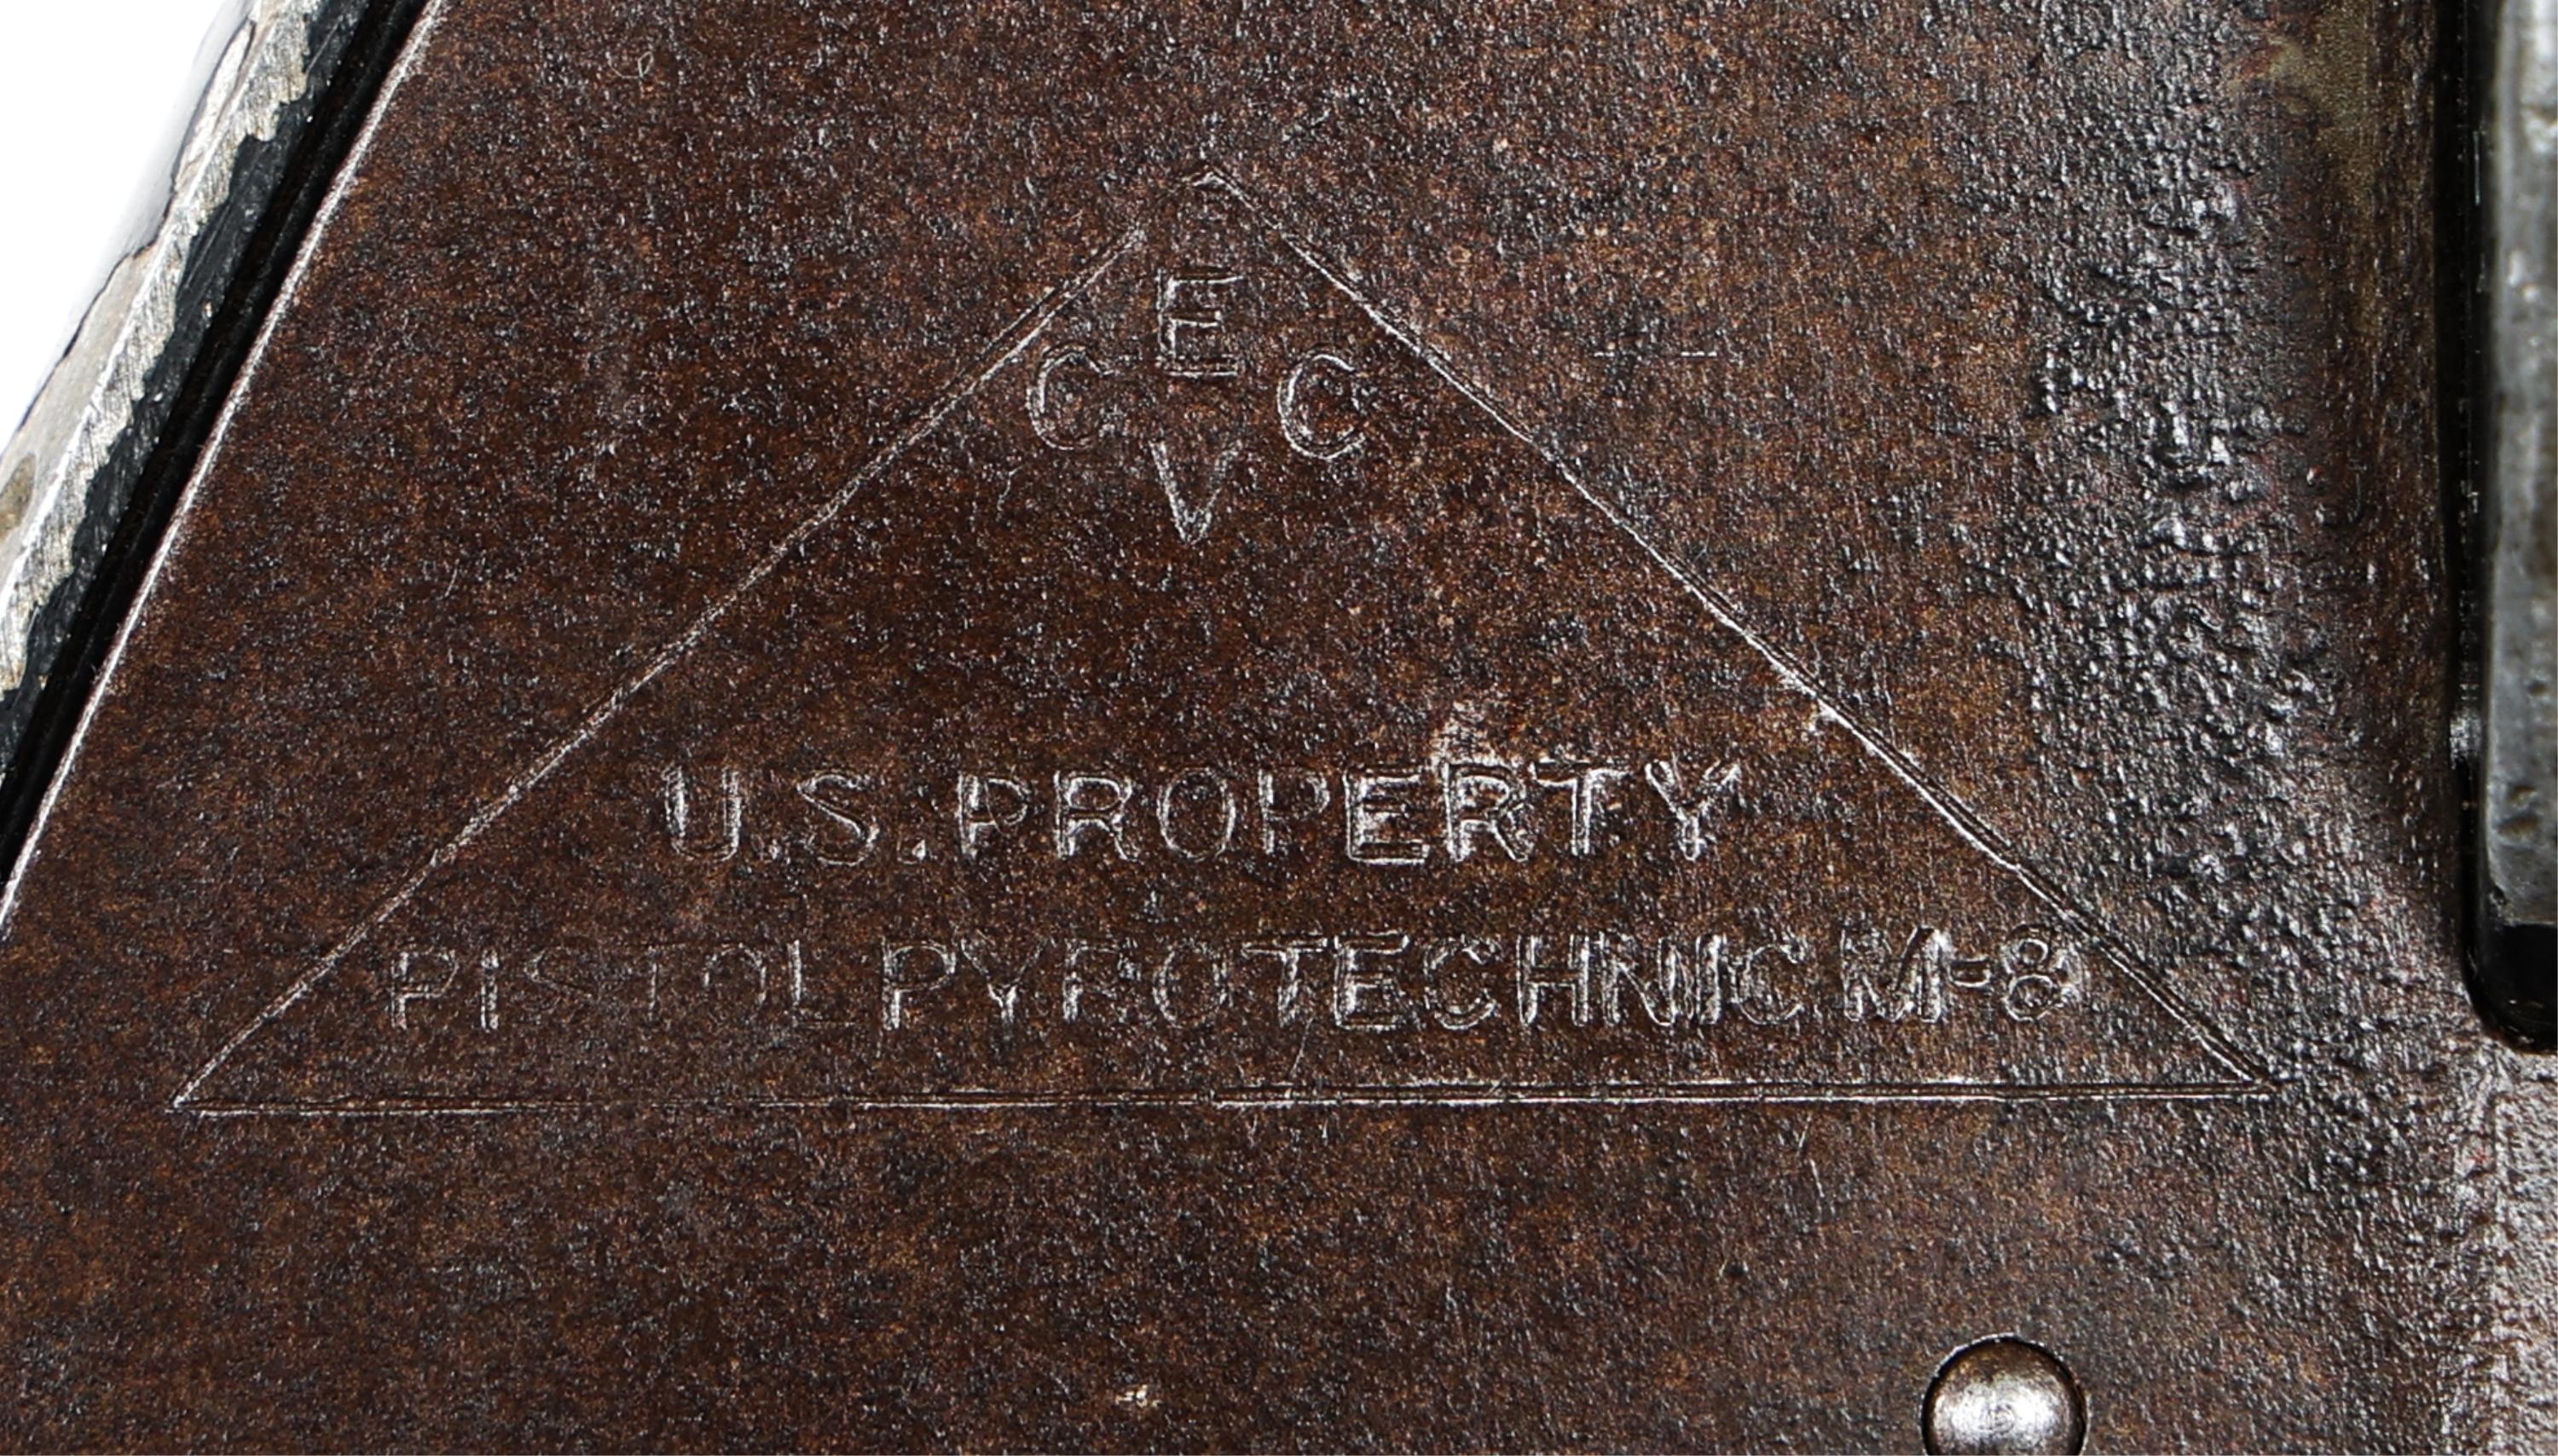 E
C C
V
U.S. PROPERTY
PISTOL PYROTECHNIC M-8